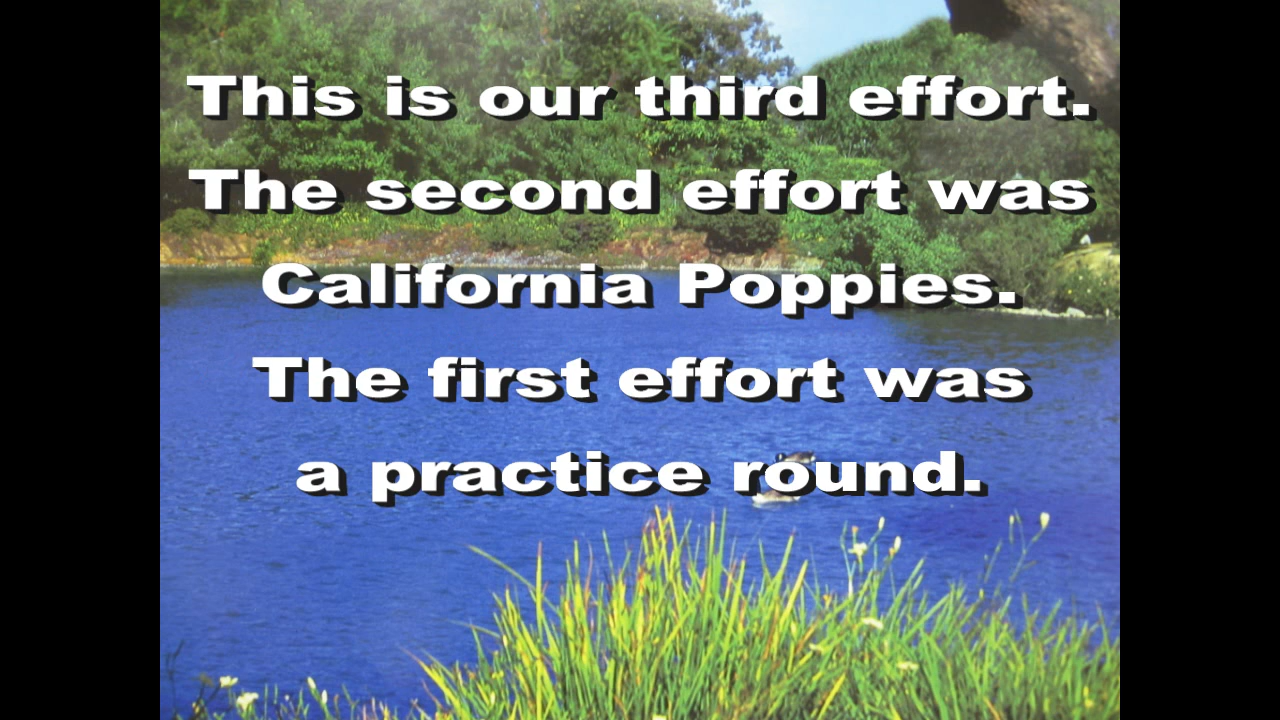 This is our third effort.
The second effort was
California Poppies.
The first effort was
a practice round.